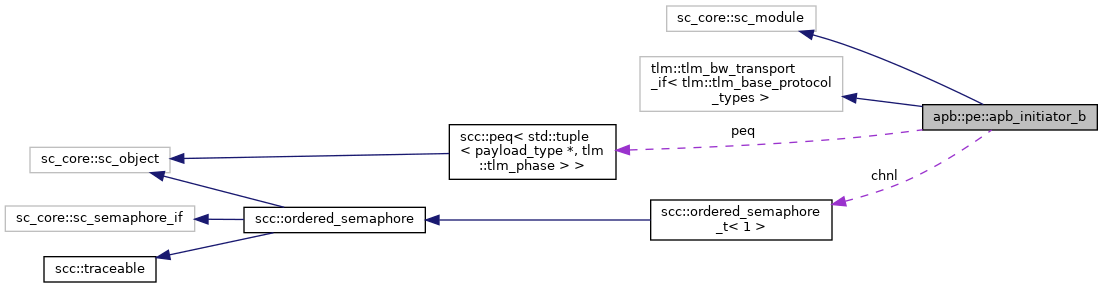 sc_core::sc_module
tlm::tlm_bw_transport
_if< tlm::tlm_base_protocol
_types >
apb::pe::apb_initiator_b
peq
scc::peq< std::tuple
< payload_type *, tlm
::tlm_phase > >
sc_core::sc_object
chnl
sc_core::sc_semaphore_if
scc::ordered_semaphore
scc::ordered_semaphore
_t< 1 >
scc::traceable